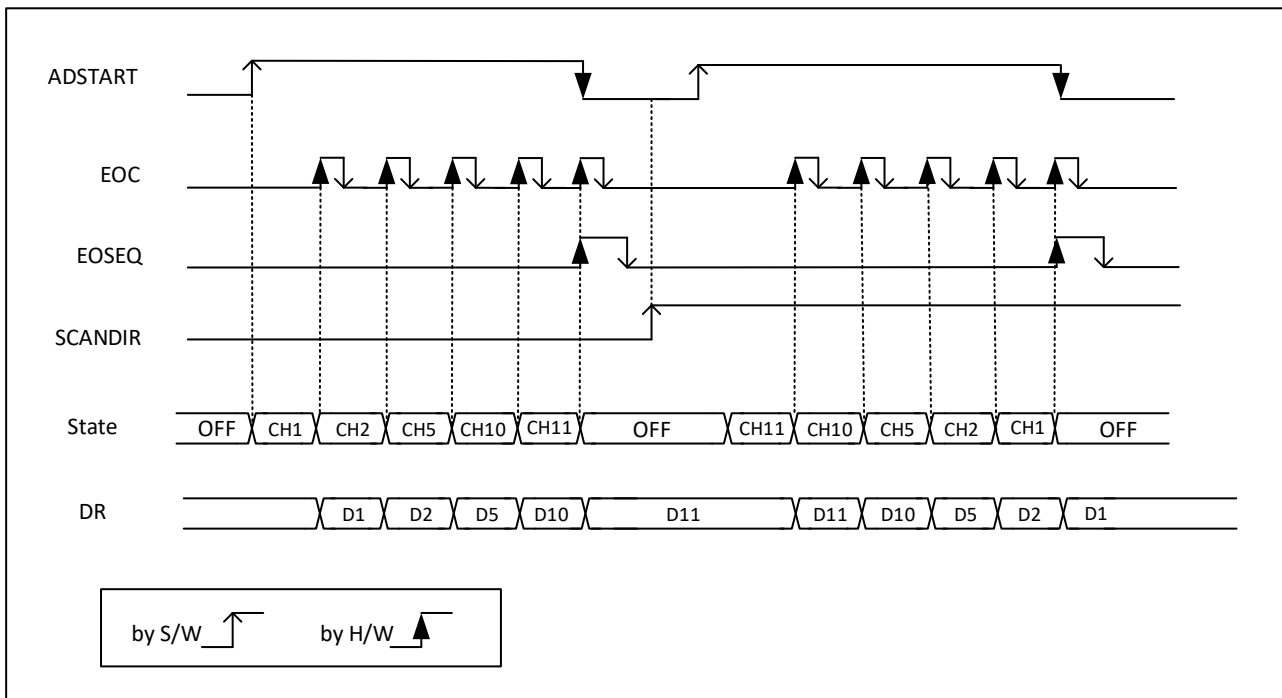 ADSTART
EOC
EOSEQ
SCANDIR
State OFF CH1 CH2 CH5 CH10 CH11 OFF CH11 CH10 CH5 CH2 CH1 OFF
DR D1 D2 D5 D10 D11 D11 D10 D5 D2 D1
by S/W by H/W